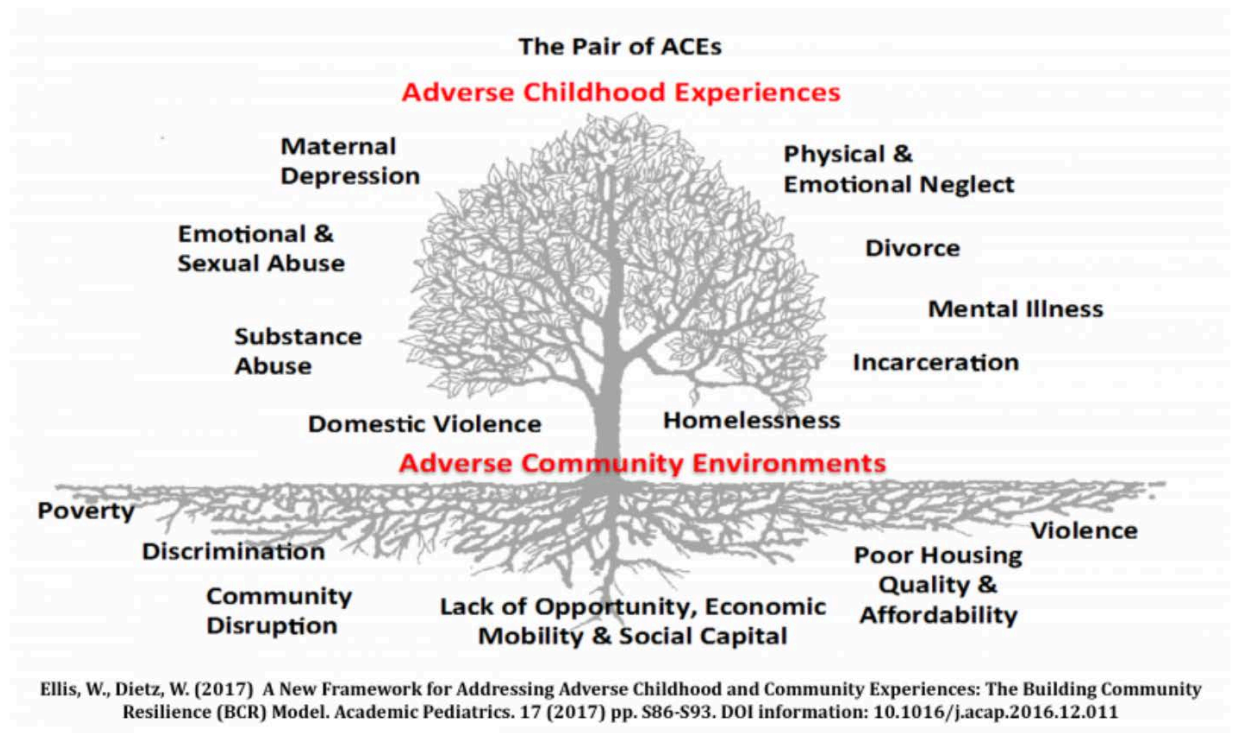 The Pair of ACEs
Adverse Childhood Experiences
Maternal
Depression
Physical &
Emotional Neglect
Emotional &
Sexual Abuse
Divorce
Mental Illness
Substance
Abuse
Incarceration
Domestic Violence
Homelessness
Adverse Community Environments
Poverty
Violence
Discrimination
Poor Housing
Quality &
Affordability
Community
Disruption
Lack of Opportunity, Economic
Mobility & Social Capital
Ellis, W., Dietz, W. (2017) A New Framework for Addressing Adverse Childhood and Community Experiences: The Building Community
Resilience (BCR) Model. Academic Pediatrics. 17 (2017) pp. S86-S93. DOI information: 10.1016/j.acap.2016.12.011